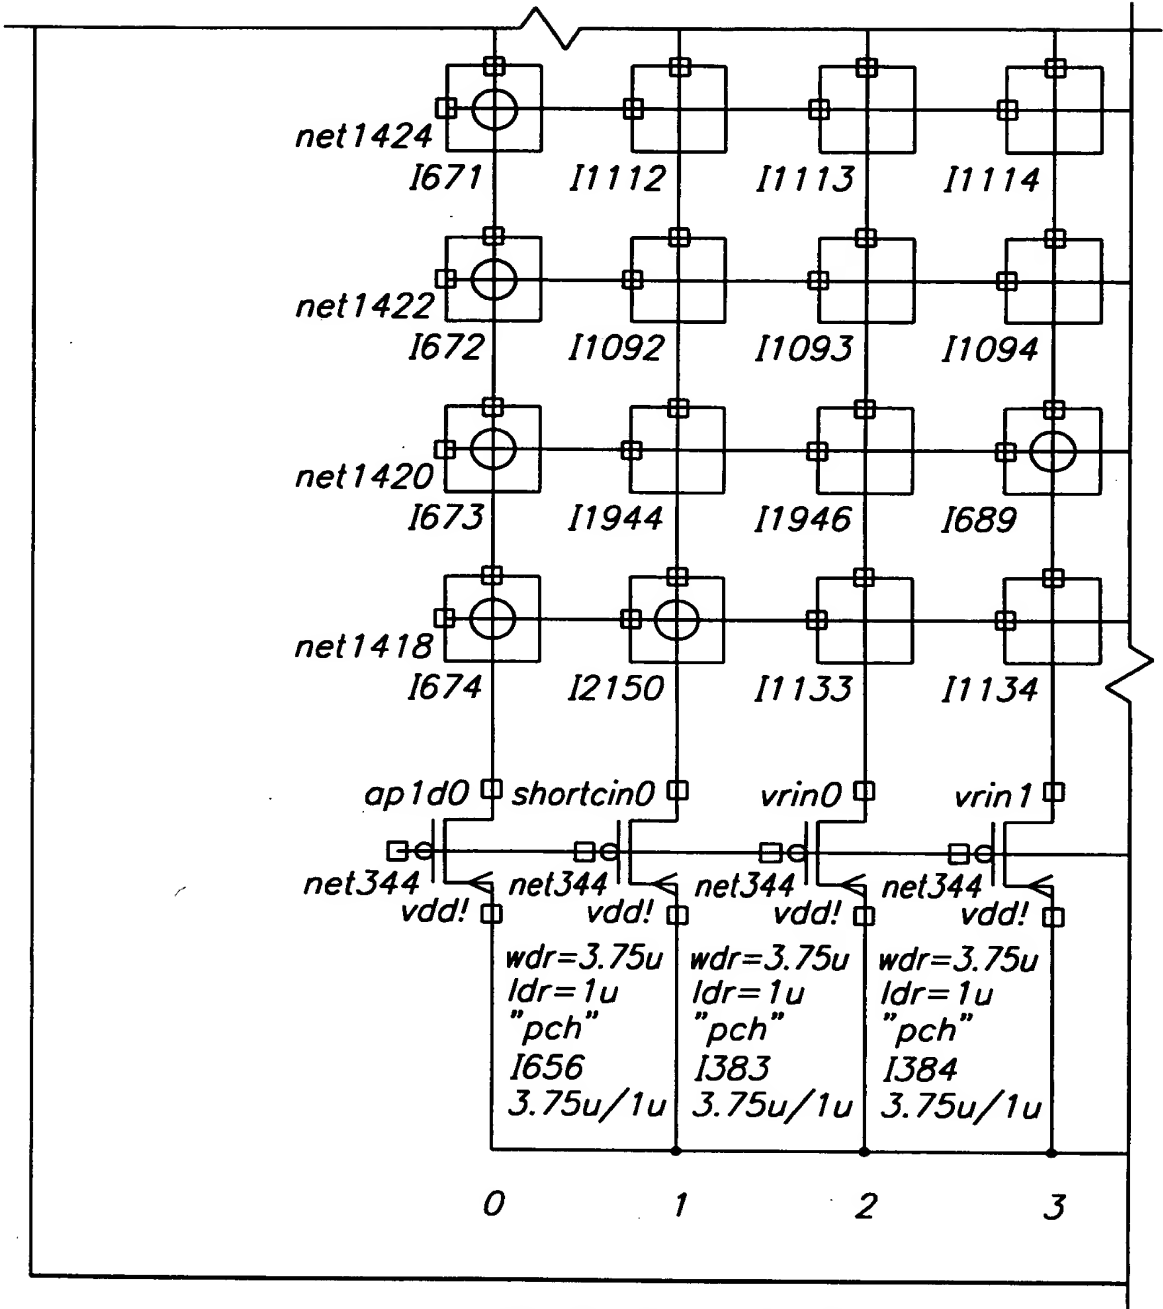 net1424
I671 I1112 I1113 I1114
net1422
I672 I1092 I1093 I1094
net1420
I673 I1944 I1946 I689
net1418
I674 I2150 I1133 I1134
ap1d0 shortcin0 vrin0 vrin1
net344 net344 net344 net344
vdd! vdd! vdd! vdd!
wdr=3.75u wdr=3.75u wdr=3.75u
ldr=1u ldr=1u ldr=1u
"pch" "pch" "pch"
I656 I383 I384
3.75u/1u 3.75u/1u 3.75u/1u
0 1 2 3